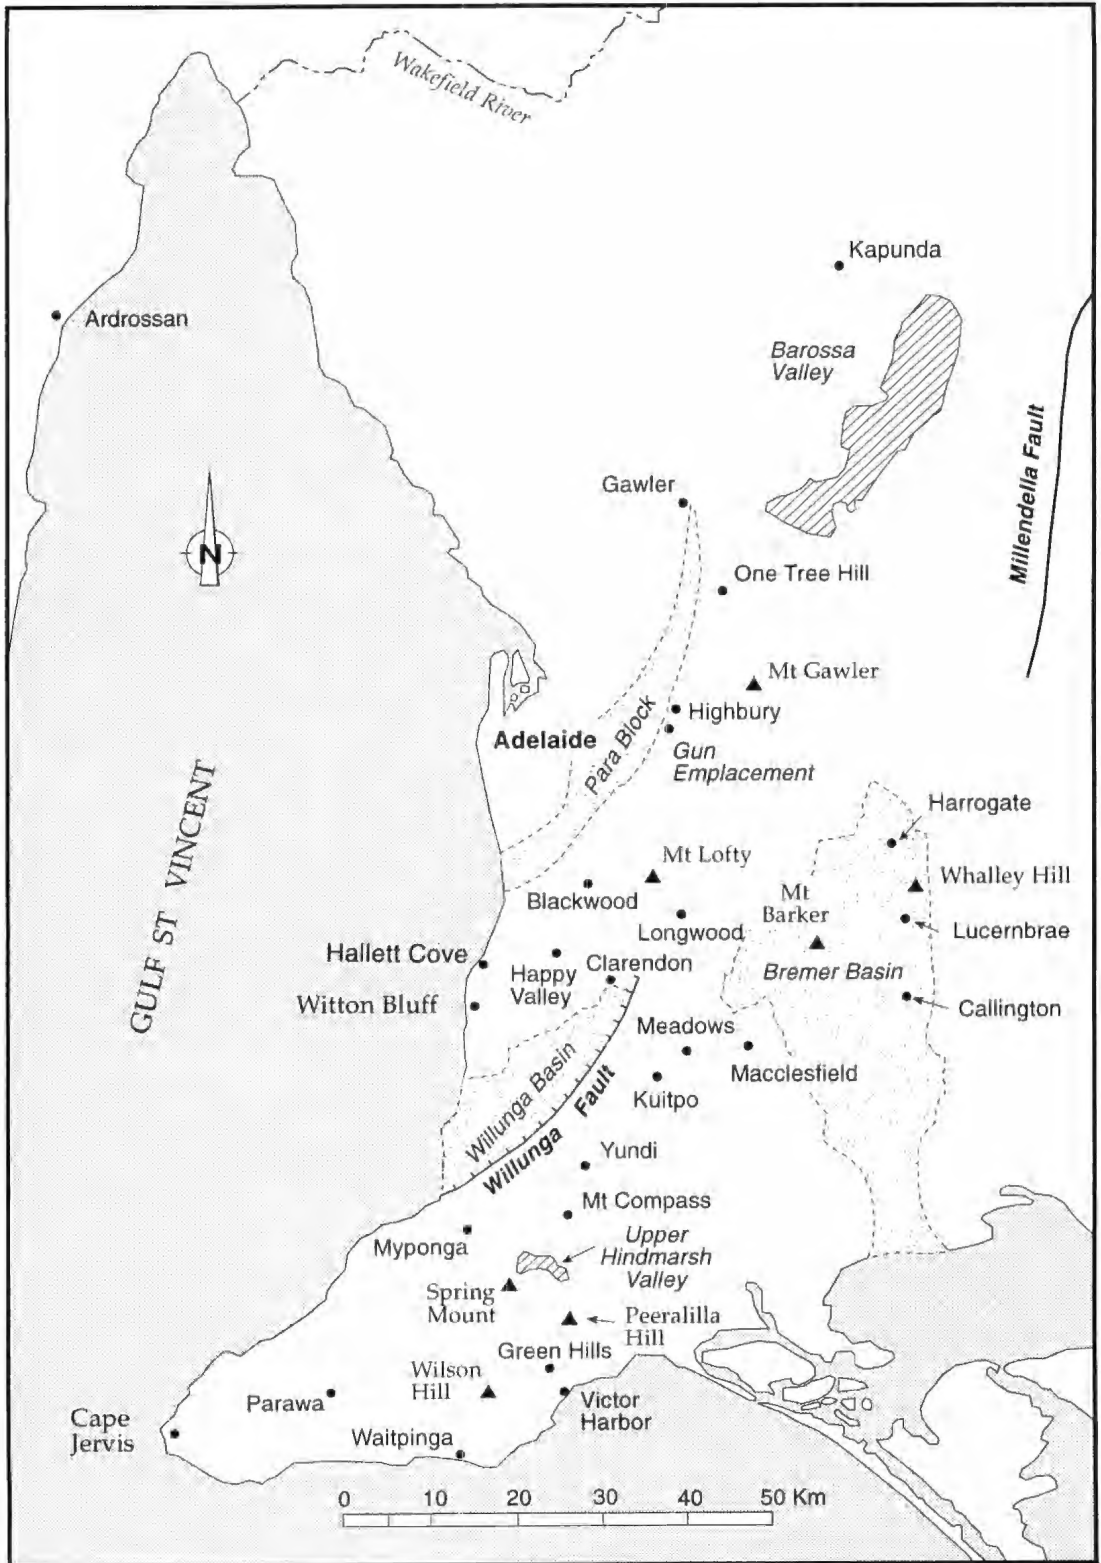 Wakefield River
Kapunda
Ardrossan
Barossa
Valley
Millendella Fault
Gawler
N
One Tree Hill
Mt Gawler
Para Block
Highbury
Adelaide
Gun
Emplacement
GULF ST VINCENT
Harrogate
Mt Lofty
Whalley Hill
Blackwood
Mt
Barker
Longwood
Lucernbrae
Hallett Cove
Happy
Valley
Clarendon
Bremer Basin
Witton Bluff
Callington
Meadows
Macclesfield
Willunga Basin
Willunga Fault
Kuitpo
Yundi
Mt Compass
Myponga
Upper
Hindmarsh
Valley
Spring
Mount
Peeralilla
Hill
Green Hills
Wilson
Hill
Parawa
Victor
Harbor
Cape
Jervis
Waitpinga
0 10 20 30 40 50 Km